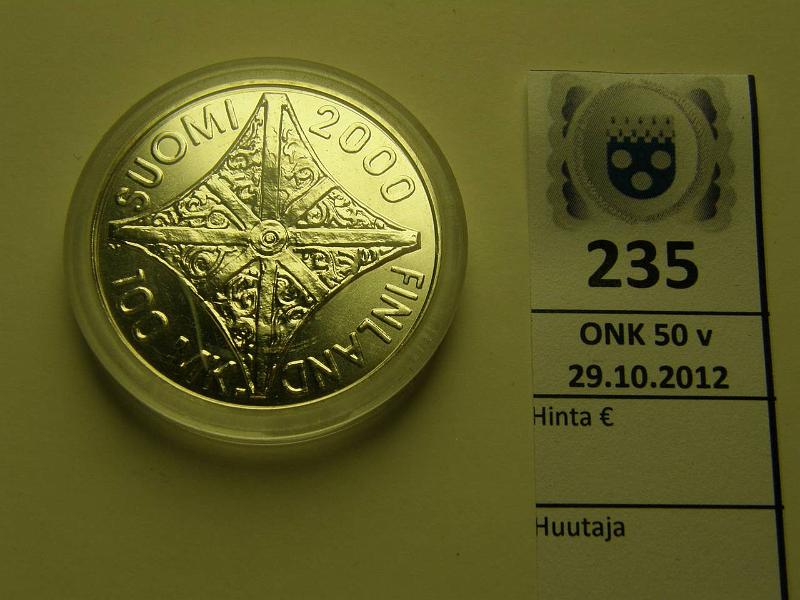 SUOMI 2000 FINLAND 100 MK
235
ONK 50 v
29.10.2012
Hinta €
Huutaja